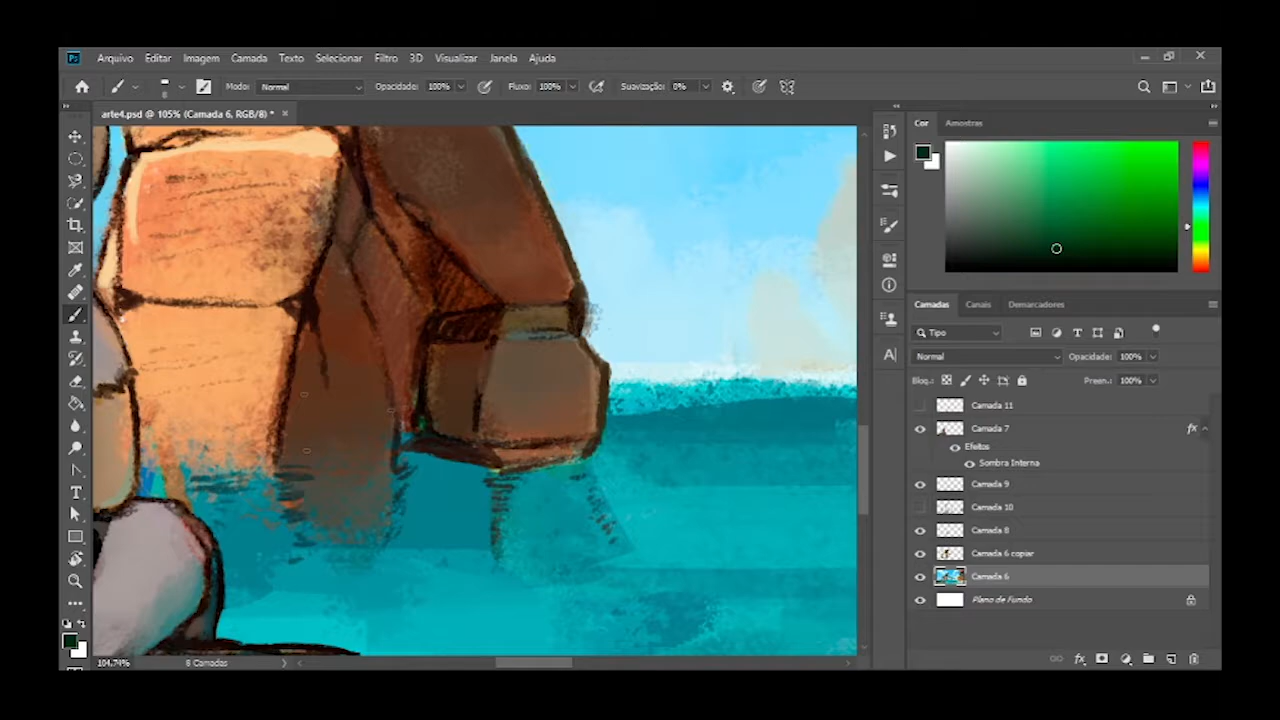 Ps Arquivo Editar Imagem Camada Texto Selecionar Filtro 3D Visualizar Janela Ajuda
Modo: Normal Opacidade: 100% Fluxo: 100% Suavização: 0%
arte4.psd @ 105% (Camada 6, RGB/8) * ×
Cor Amostras
Camadas Canais Demarcadores
Tipo
Normal Opacidade: 100%
Bloq.: Preen.: 100%
Camada 11
Camada 7 fx
Efeitos
Sombra Interna
Camada 9
Camada 10
Camada 8
Camada 6 copiar
Camada 6
Plano de Fundo
104,74% 8 Camadas